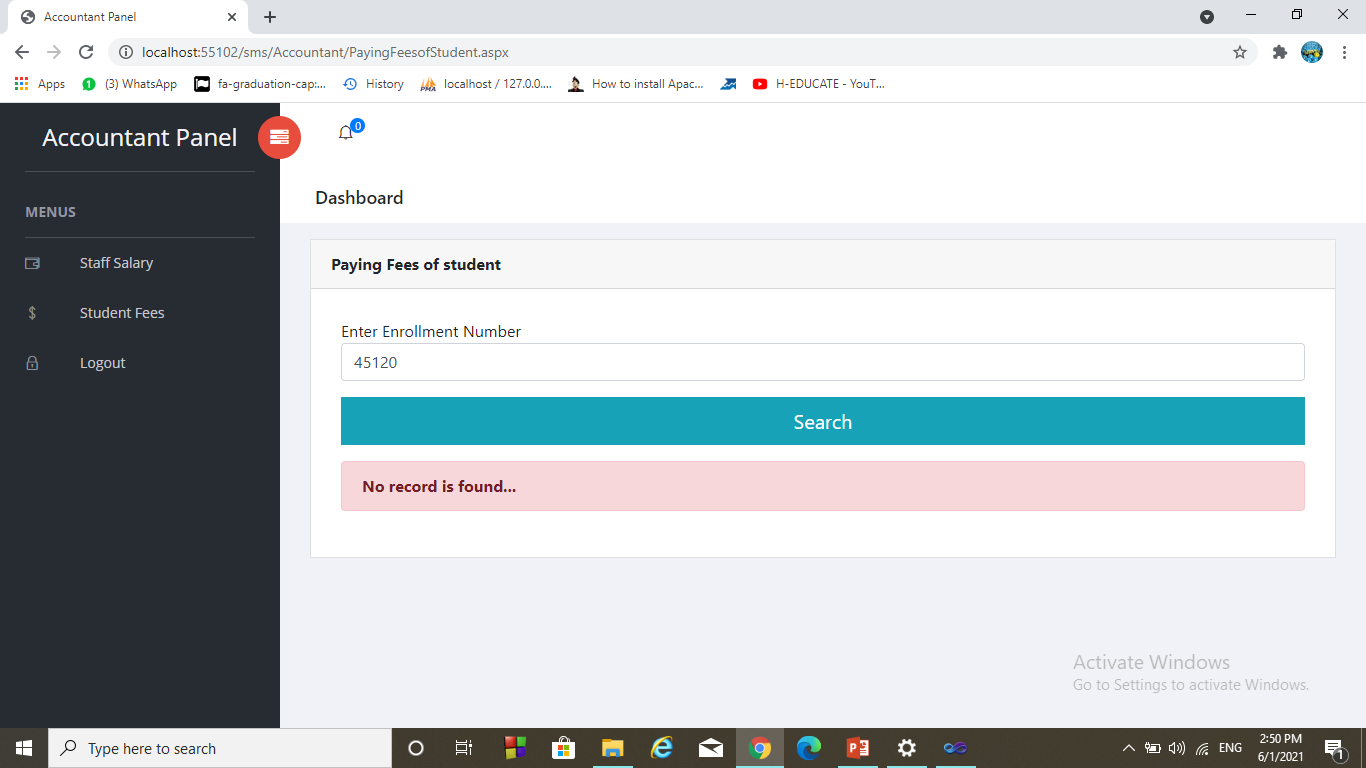 Accountant Panel
localhost:55102/sms/Accountant/PayingFeesofStudent.aspx
Apps
1
(3) WhatsApp
fa-graduation-cap:...
History
PMA
localhost / 127.0.0....
How to install Apac...
H-EDUCATE - YouT...
Accountant Panel
0
Dashboard
MENUS
Staff Salary
$
Student Fees
Logout
Paying Fees of student
Enter Enrollment Number
45120
Search
No record is found...
Activate Windows
Go to Settings to activate Windows.
Type here to search
ENG
2:50 PM
6/1/2021
1